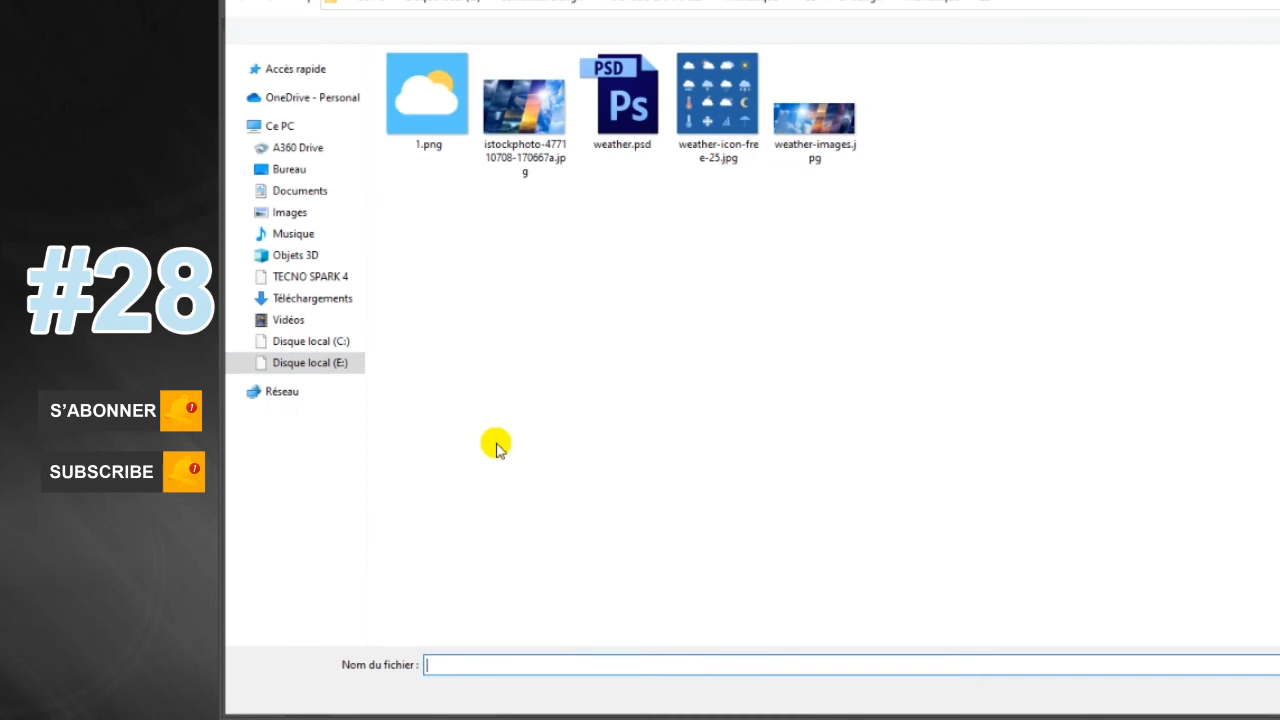 Accès rapide
OneDrive - Personal
Ce PC
A360 Drive
Bureau
Documents
Images
Musique
Objets 3D
TECNO SPARK 4
Téléchargements
Vidéos
Disque local (C:)
Disque local (E:)
Réseau
PSD
Ps
1.png
istockphoto-4771
10708-170667a.jp
g
weather.psd
weather-icon-fre
e-25.jpg
weather-images.j
pg
#28
S'ABONNER
SUBSCRIBE
Nom du fichier :